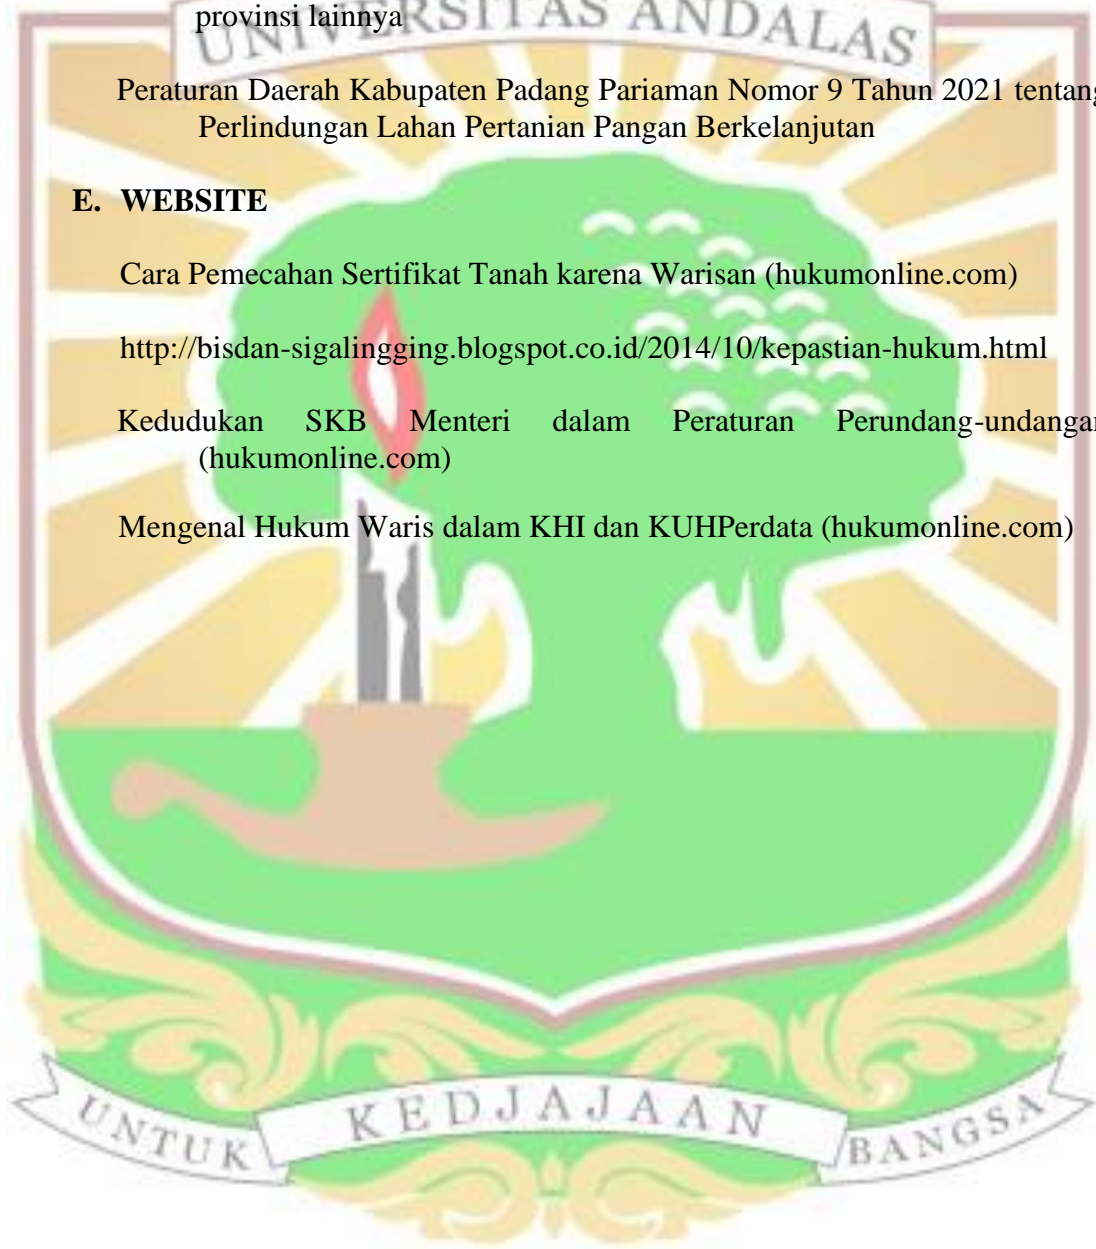 provinsi lainnya
UNIVERSITAS ANDALAS
Peraturan Daerah Kabupaten Padang Pariaman Nomor 9 Tahun 2021 tentang
Perlindungan Lahan Pertanian Pangan Berkelanjutan
E. WEBSITE
Cara Pemecahan Sertifikat Tanah karena Warisan (hukumonline.com)
http://bisdan-sigalingging.blogspot.co.id/2014/10/kepastian-hukum.html
Kedudukan SKB Menteri dalam Peraturan Perundang-undangan
(hukumonline.com)
Mengenal Hukum Waris dalam KHI dan KUHPerdata (hukumonline.com)
UNTUK KEDJAJAAN BANGSA